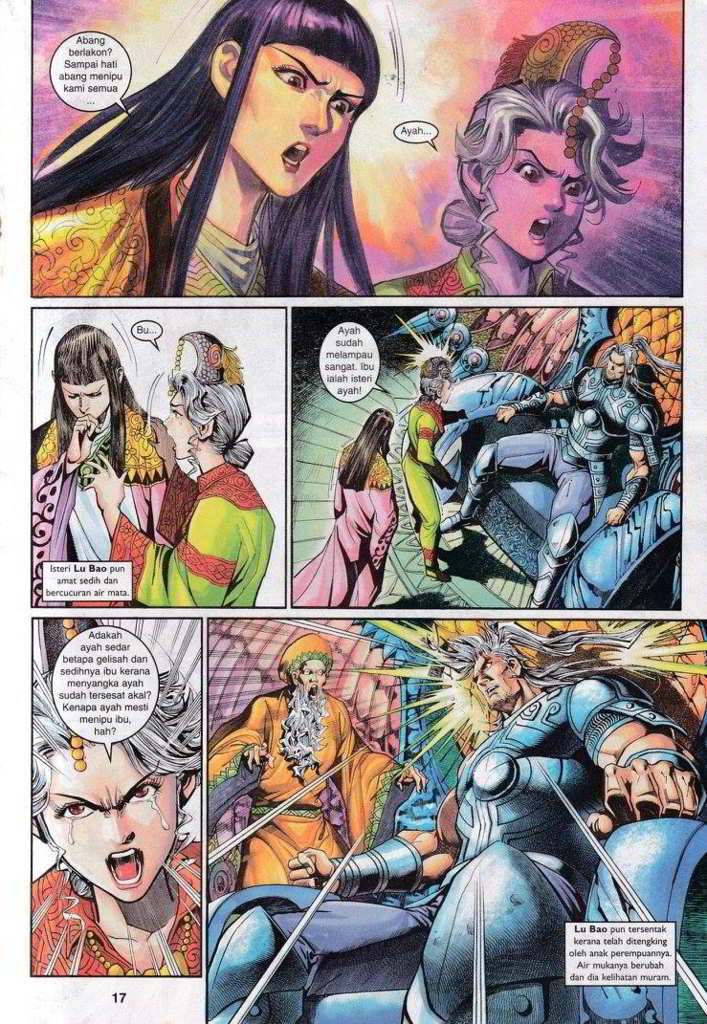 Abang
berlakon?
Sampai hati
abang menipu
kami semua
...
Ayah...
Bu...
Isteri Lu Bao pun
amat sedih dan
bercucuran air mata.
Ayah
sudah
melampau
sangat. Ibu
ialah isteri
ayah!
Adakah
ayah sedar
betapa gelisah dan
sedihnya ibu kerana
menyangka ayah
sudah tersesat akal?
Kenapa ayah mesti
menipu ibu,
hah?
Lu Bao pun tersentak
kerana telah ditengking
oleh anak perempuannya.
Air mukanya berubah
dan dia kelihatan muram.
17